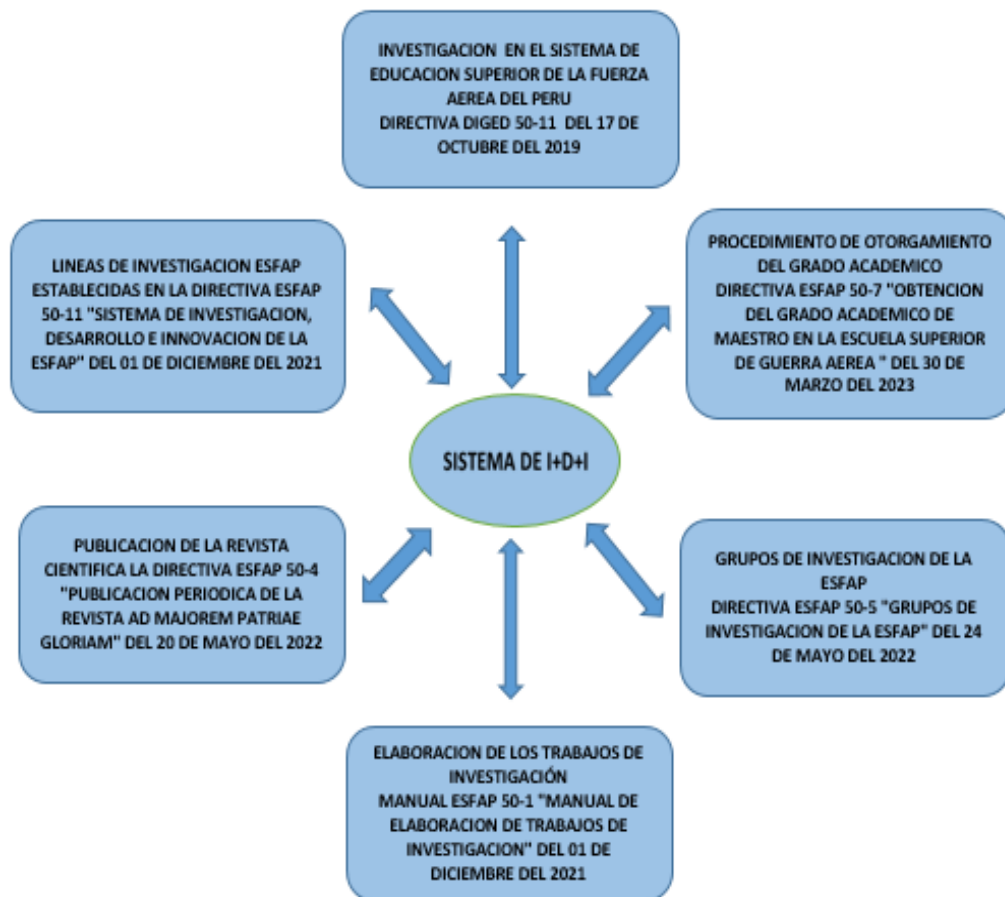 INVESTIGACION EN EL SISTEMA DE
EDUCACION SUPERIOR DE LA FUERZA
AEREA DEL PERU
DIRECTIVA DIGED 50-11 DEL 17 DE
OCTUBRE DEL 2019
LINEAS DE INVESTIGACION ESFAP
ESTABLECIDAS EN LA DIRECTIVA ESFAP
50-11 "SISTEMA DE INVESTIGACION,
DESARROLLO E INNOVACION DE LA
ESFAP" DEL 01 DE DICIEMBRE DEL 2021
PROCEDIMIENTO DE OTORGAMIENTO
DEL GRADO ACADEMICO
DIRECTIVA ESFAP 50-7 "OBTENCION
DEL GRADO ACADEMICO DE
MAESTRO EN LA ESCUELA SUPERIOR
DE GUERRA AEREA " DEL 30 DE
MARZO DEL 2023
SISTEMA DE I+D+I
PUBLICACION DE LA REVISTA
CIENTIFICA LA DIRECTIVA ESFAP 50-4
"PUBLICACION PERIODICA DE LA
REVISTA AD MAJOREM PATRIAE
GLORIAM" DEL 20 DE MAYO DEL 2022
GRUPOS DE INVESTIGACION DE LA
ESFAP
DIRECTIVA ESFAP 50-5 "GRUPOS DE
INVESTIGACION DE LA ESFAP" DEL 24
DE MAYO DEL 2022
ELABORACION DE LOS TRABAJOS DE
INVESTIGACIÓN
MANUAL ESFAP 50-1 "MANUAL DE
ELABORACION DE TRABAJOS DE
INVESTIGACION" DEL 01 DE
DICIEMBRE DEL 2021